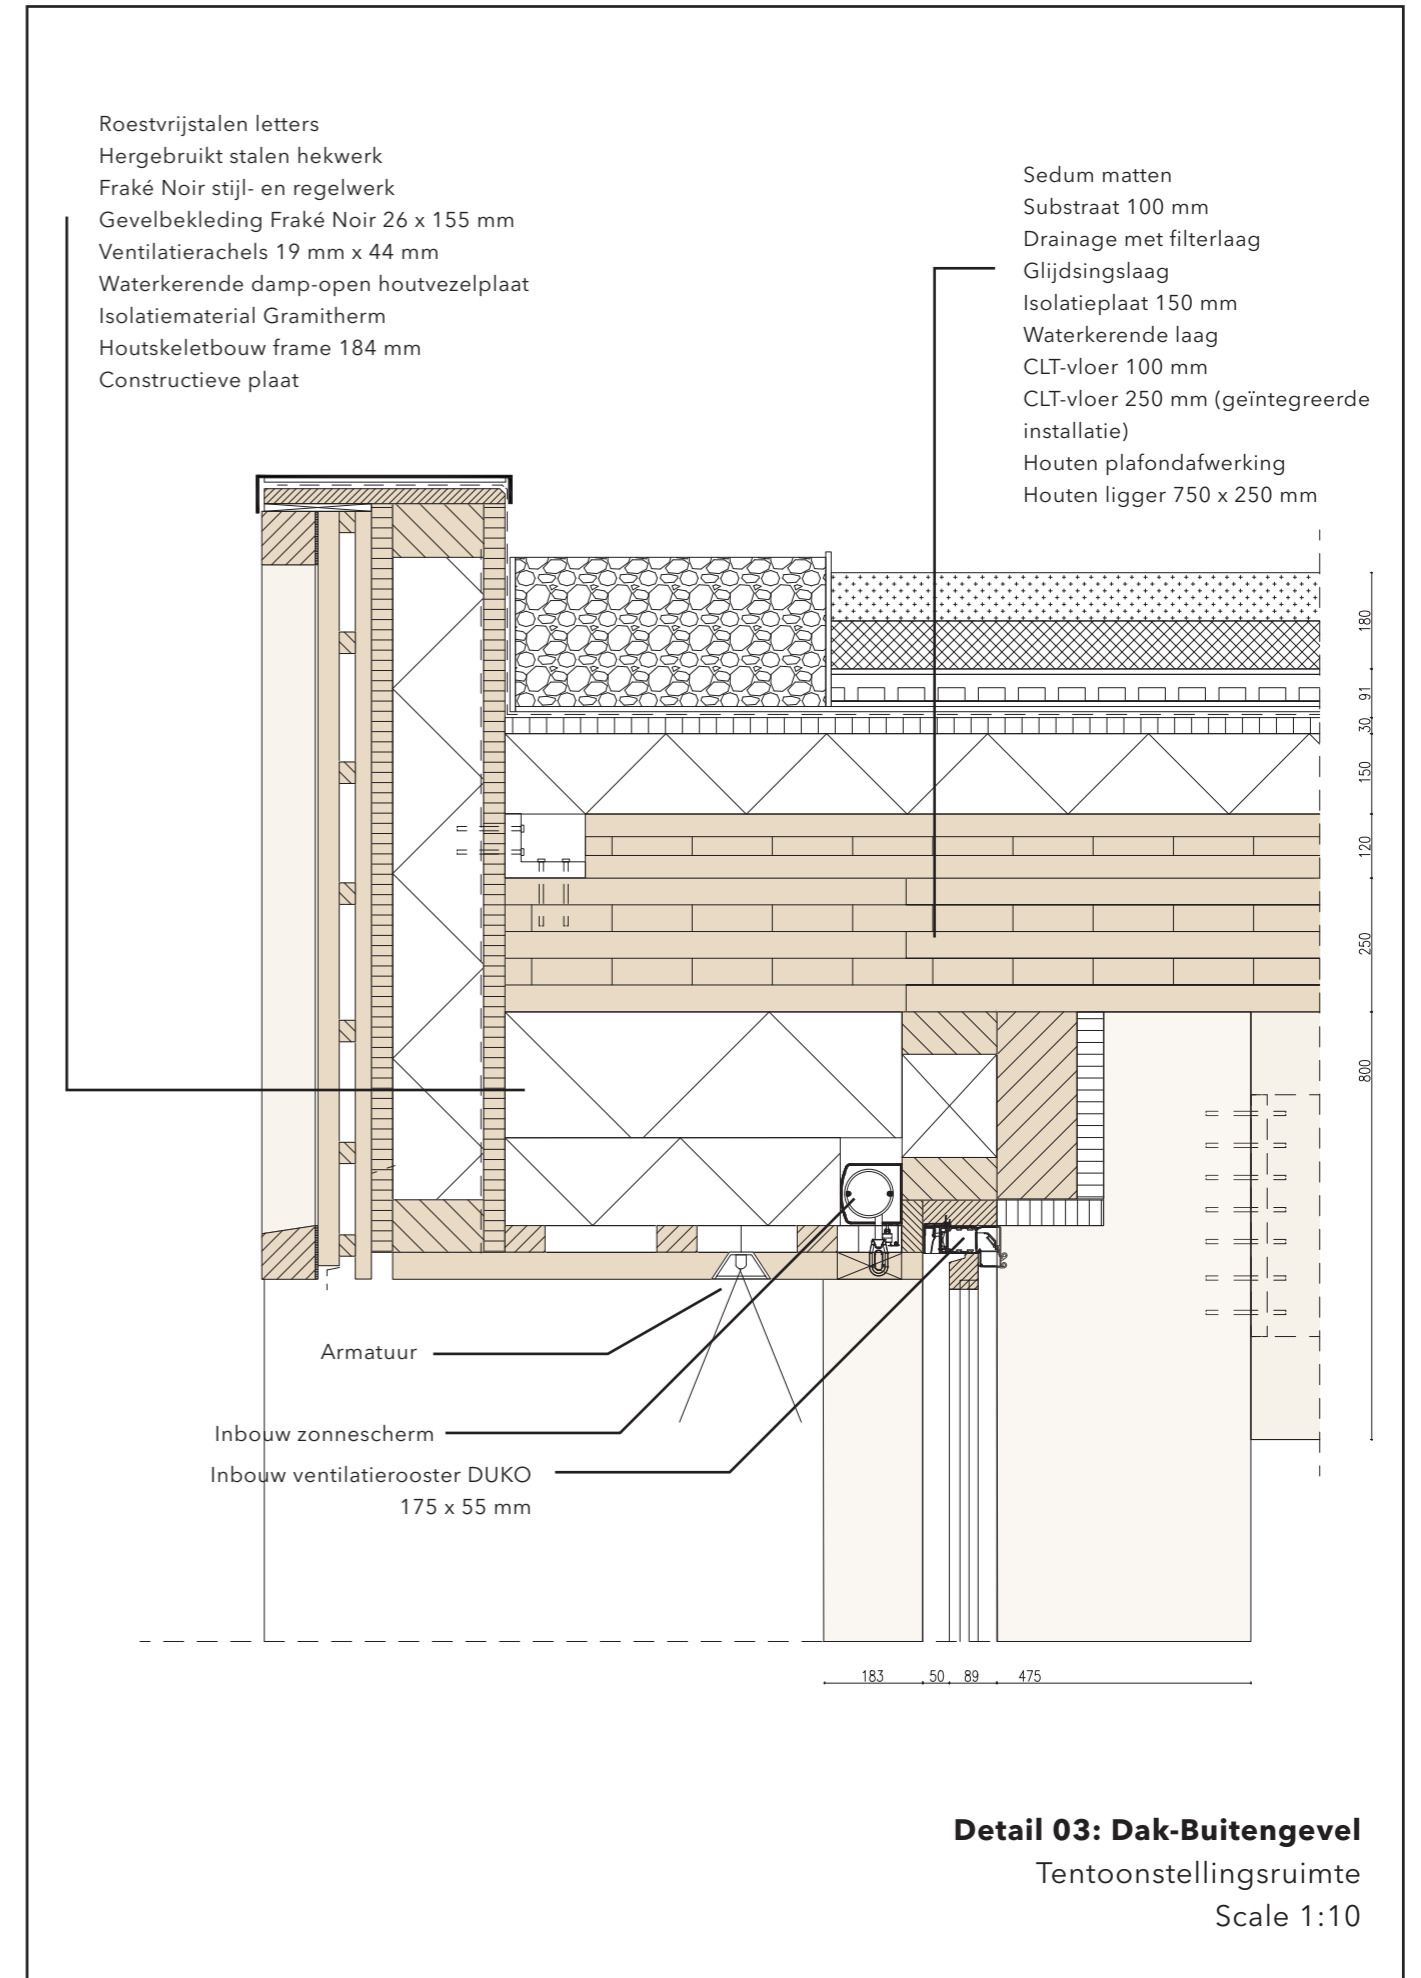 Roestvrijstalen letters
Hergebruikt stalen hekwerk
Fraké Noir stijl- en regelwerk
Gevelbekleding Fraké Noir 26 x 155 mm
Ventilatierachels 19 mm x 44 mm
Waterkerende damp-open houtvezelplaat
Isolatiematerial Gramitherm
Houtskeletbouw frame 184 mm
Constructieve plaat
Sedum matten
Substraat 100 mm
Drainage met filterlaag
Glijdsingslaag
Isolatieplaat 150 mm
Waterkerende laag
CLT-vloer 100 mm
CLT-vloer 250 mm (geïntegreerde
installatie)
Houten plafondafwerking
Houten ligger 750 x 250 mm
180
91
30
150
120
250
800
Armatuur
Inbouw zonnescherm
Inbouw ventilatierooster DUKO
175 x 55 mm
183 50 89 475
Detail 03: Dak-Buitengevel
Tentoonstellingsruimte
Scale 1:10